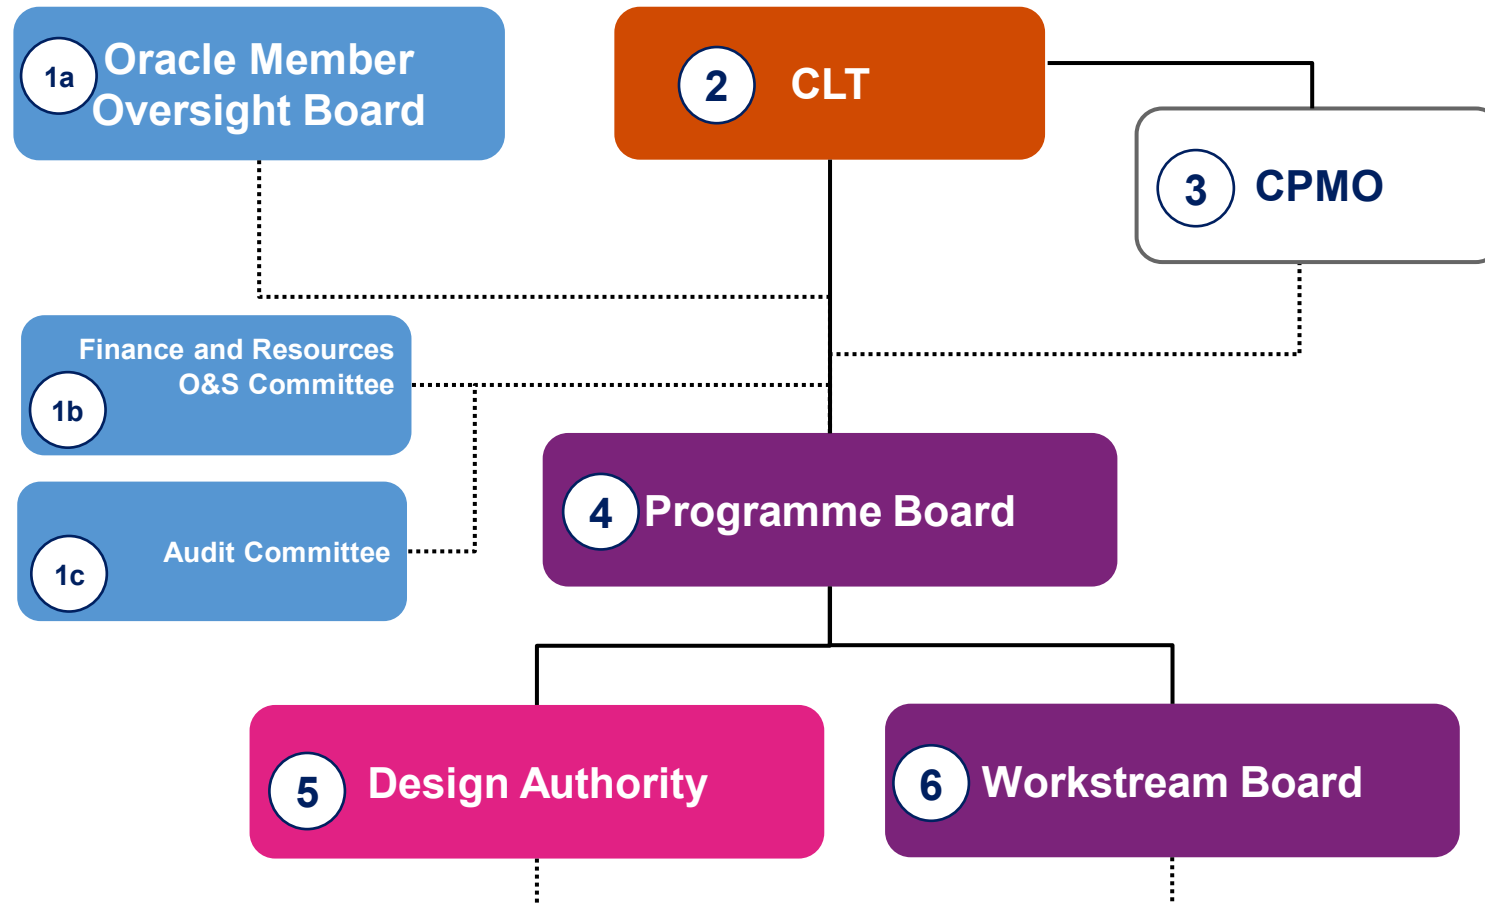 1a
Oracle Member
Oversight Board
2
CLT
3
CPMO
Finance and Resources
O&S Committee
1b
Audit Committee
1c
4
Programme Board
5
Design Authority
6
Workstream Board